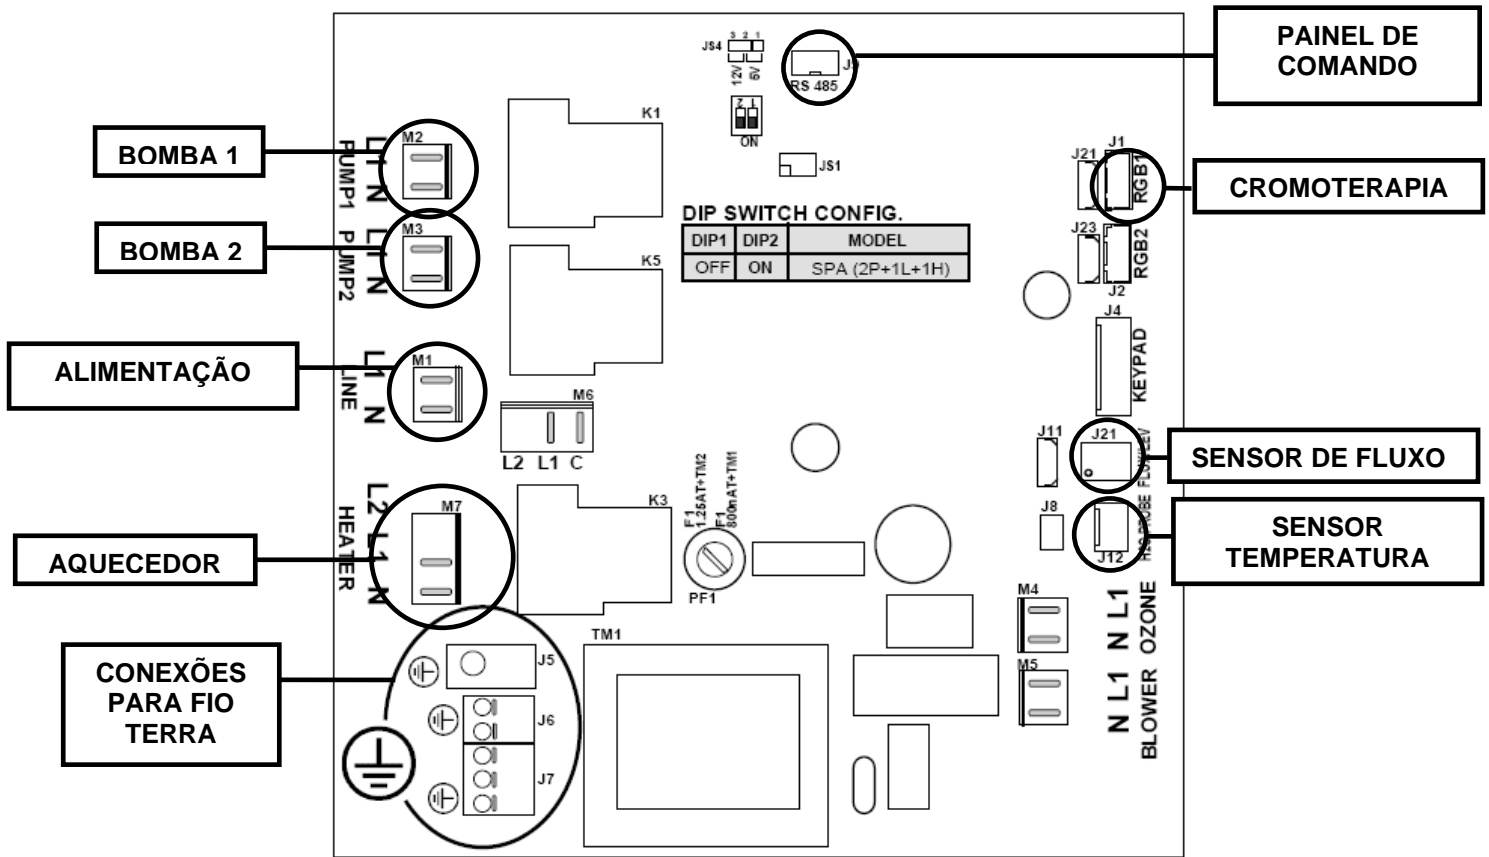 PAINEL DE
COMANDO
JS4
3 2 1
12V
5V
RS 485
2 1
ON
JS1
K1
BOMBA 1
M2
L1
N
PUMP1
BOMBA 2
M3
L1
N
PUMP2
K5
DIP SWITCH CONFIG.
DIP1 DIP2 MODEL
OFF ON SPA (2P+1L+1H)
J21
J1
RGB1
CROMOTERAPIA
J23
RGB2
J2
J4
KEYPAD
ALIMENTAÇÃO
M1
L1
N
LINE
M6
L2 L1 C
J11
J21
SENSOR DE FLUXO
J8
J12
SENSOR
TEMPERATURA
AQUECEDOR
L2 L1 N
HEATER
M7
K3
F1
1.25AT+TM2
F1
800mAT+TM1
PF1
M4
N L1
OZONE
M5
N L1
BLOWER
CONEXÕES
PARA FIO
TERRA
J5
J6
J7
TM1